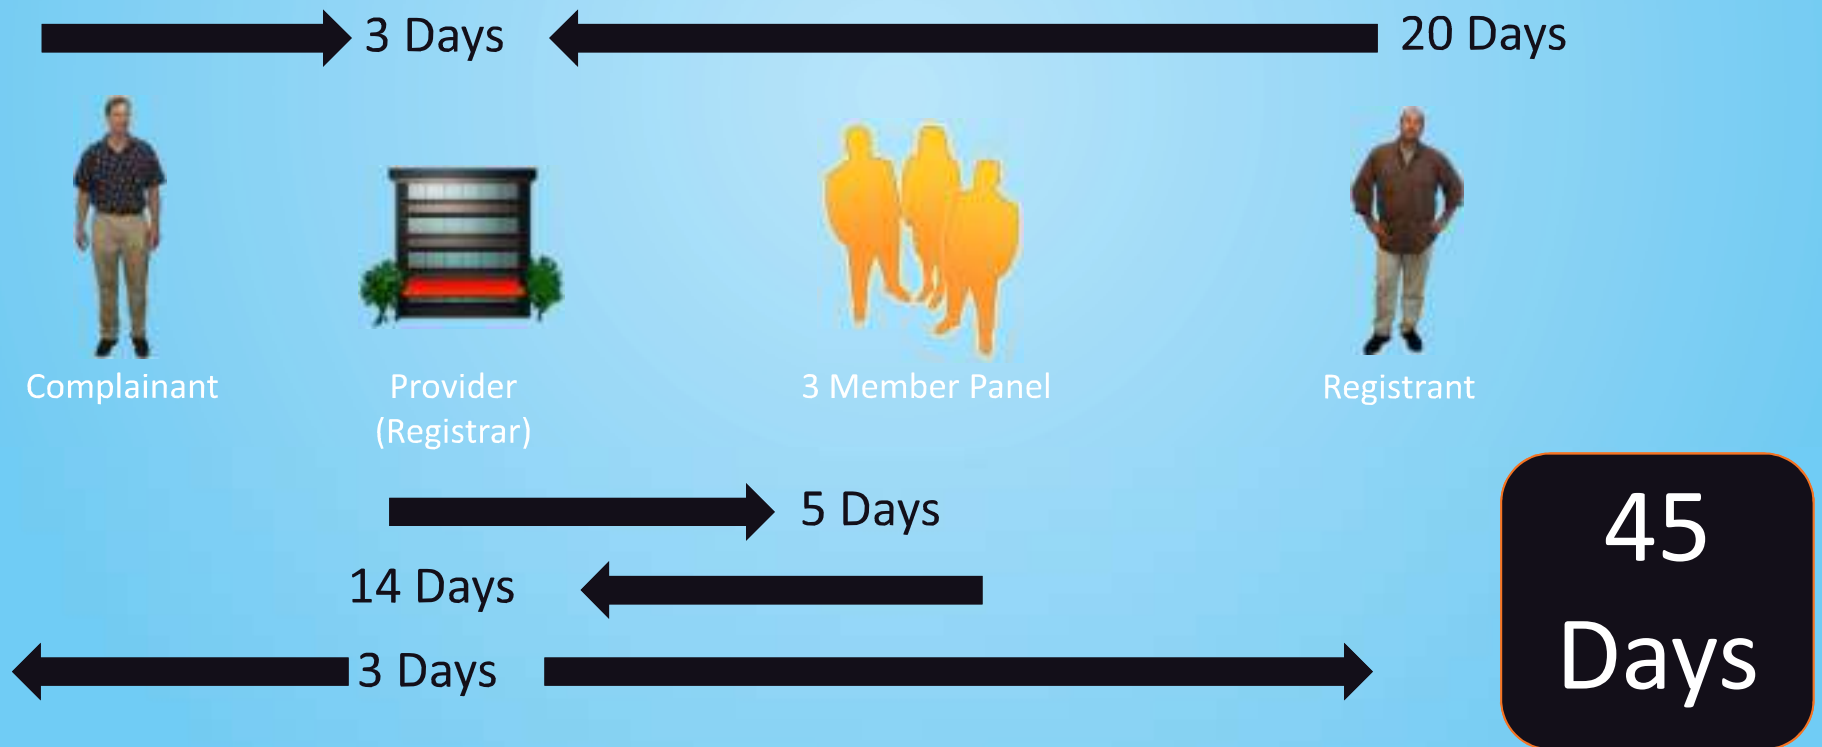 3 Days
20 Days
Complainant
Provider
(Registrar)
3 Member Panel
Registrant
5 Days
14 Days
3 Days
45
Days